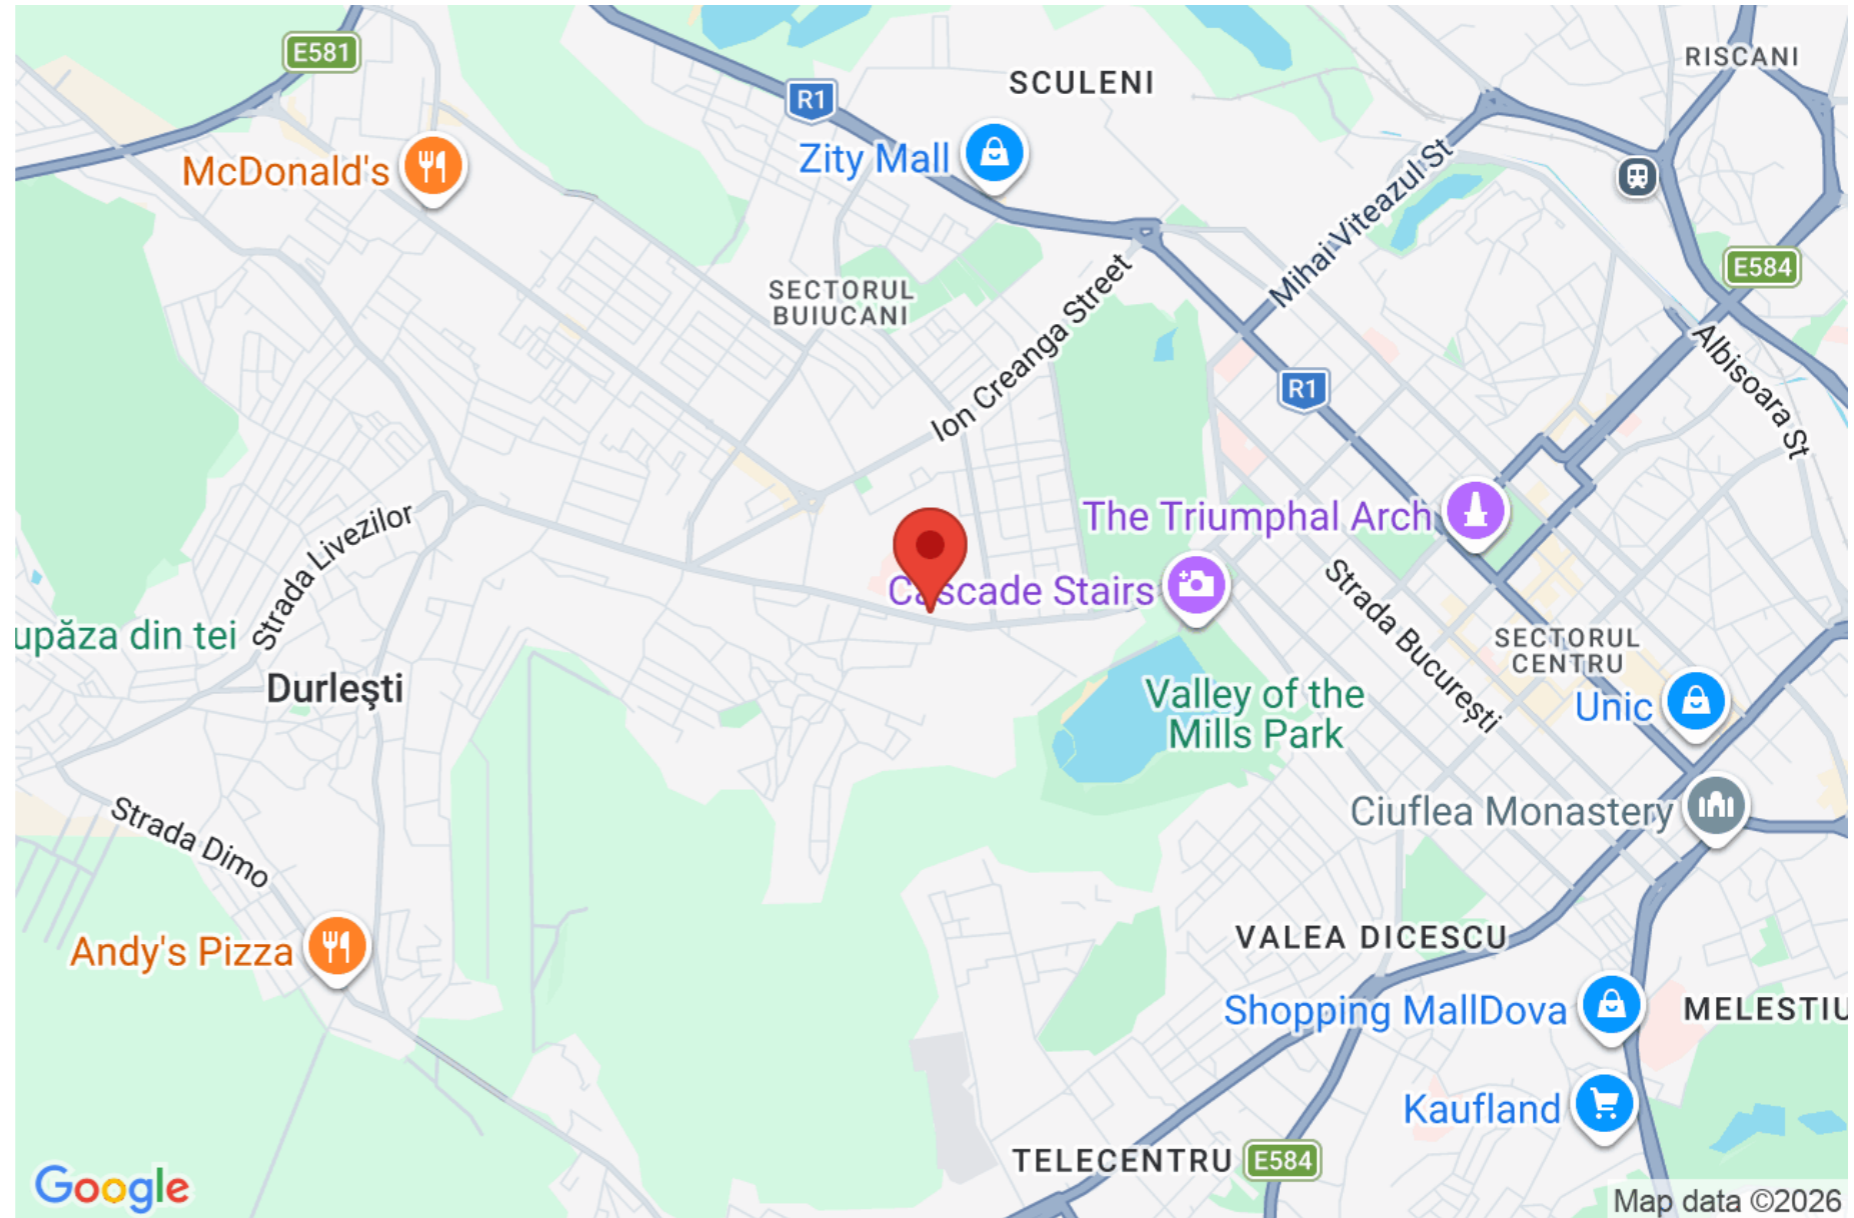 E581
RISCANI
SCULENI
R1
McDonald's
Zity Mall
Mihai Viteazul St
E584
SECTORUL
BUIUCANI
Ion Creanga Street
Albisoara St
R1
The Triumphal Arch
Strada Livezilor
Cascade Stairs
Strada București
upăza din tei
SECTORUL
CENTRU
Durleşti
Valley of the
Mills Park
Unic
Strada Dimo
Ciuflea Monastery
Andy's Pizza
VALEA DICESCU
Shopping MallDova
MELESTIU
Kaufland
TELECENTRU
E584
Google
Map data ©2026